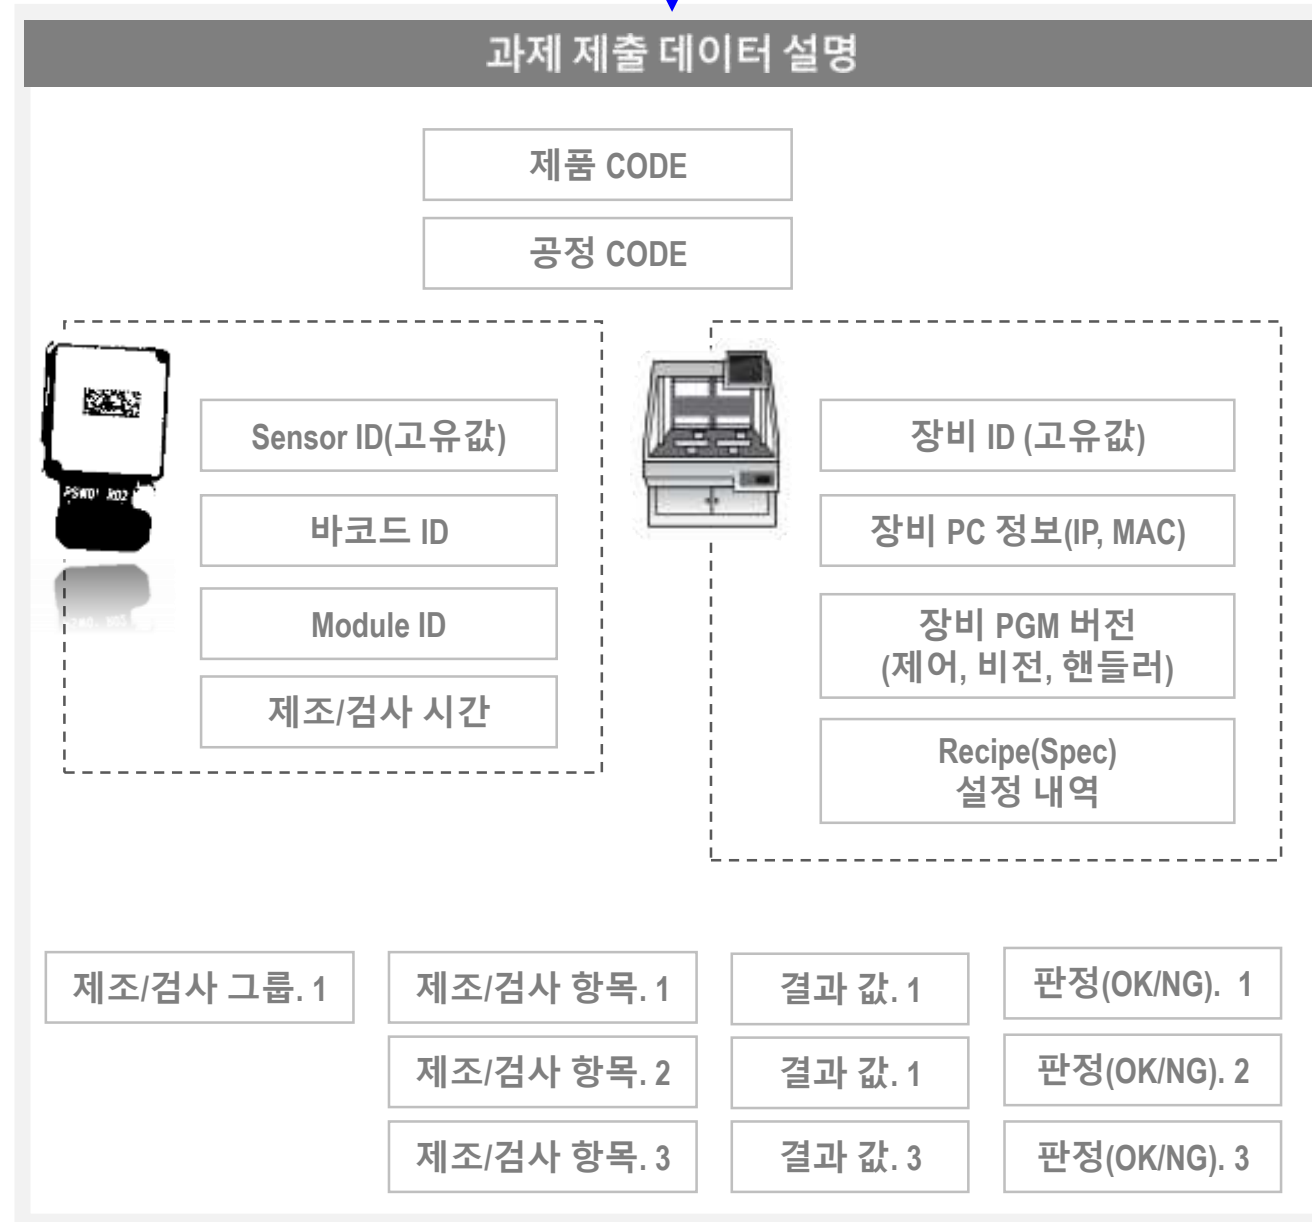 과제 제출 데이터 설명
제품 CODE
공정 CODE
Sensor ID(고유값)
바코드 ID
Module ID
제조/검사 시간
PSW01 R02
장비 ID (고유값)
장비 PC 정보(IP, MAC)
장비 PGM 버전
(제어, 비전, 핸들러)
Recipe(Spec)
설정 내역
제조/검사 그룹. 1
제조/검사 항목. 1
결과 값. 1
판정(OK/NG). 1
제조/검사 항목. 2
결과 값. 1
판정(OK/NG). 2
제조/검사 항목. 3
결과 값. 3
판정(OK/NG). 3